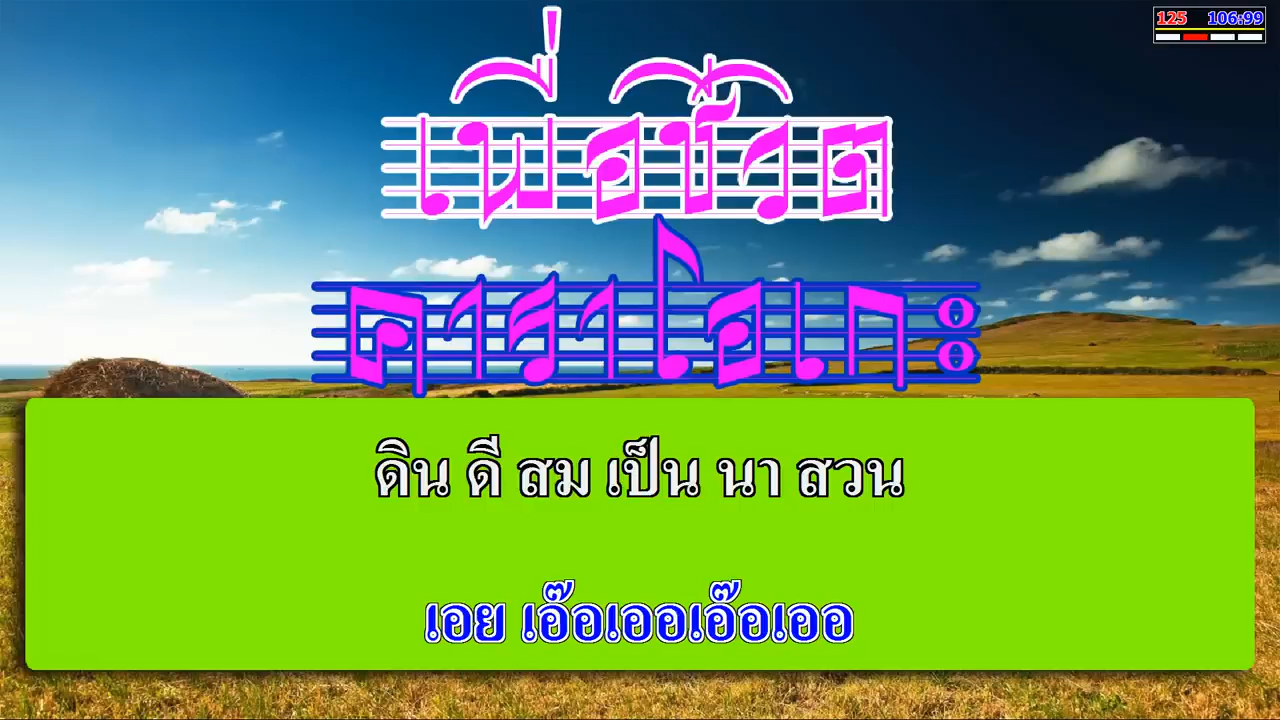 125 106:99
เพื่อชีวิต
คาราโอเกะ
ดิน ดี สม เป็น นา สวน
เอย เอ๊อเออเอ๊อเออ